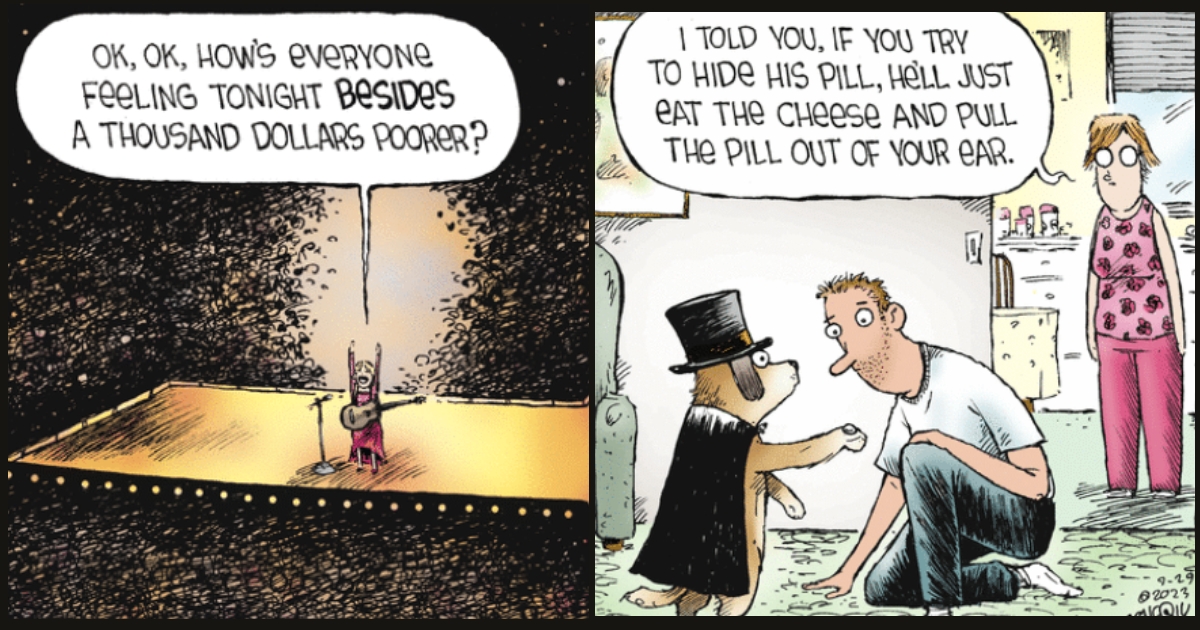 OK, OK, HOW'S EVERYONE
FEELING TONIGHT BESIDES
A THOUSAND DOLLARS POORER?
I TOLD YOU, IF YOU TRY
TO HIDE HIS PILL, HE'LL JUST
EAT THE CHEESE AND PULL
THE PILL OUT OF YOUR EAR.
9-29
©2023